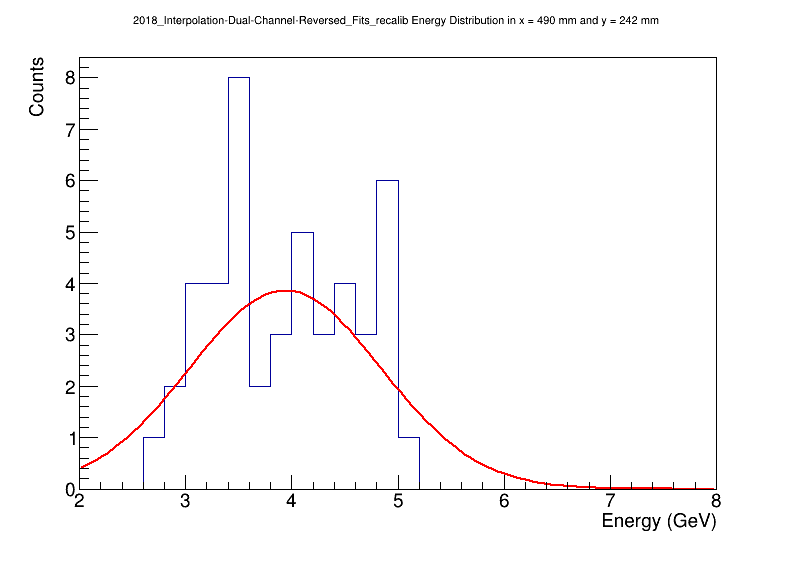 2018_Interpolation-Dual-Channel-Reversed_Fits_recalib Energy Distribution in x = 490 mm and y = 242 mm
Counts
8
7
6
5
4
3
2
1
0
2 3 4 5 6 7 8
Energy (GeV)